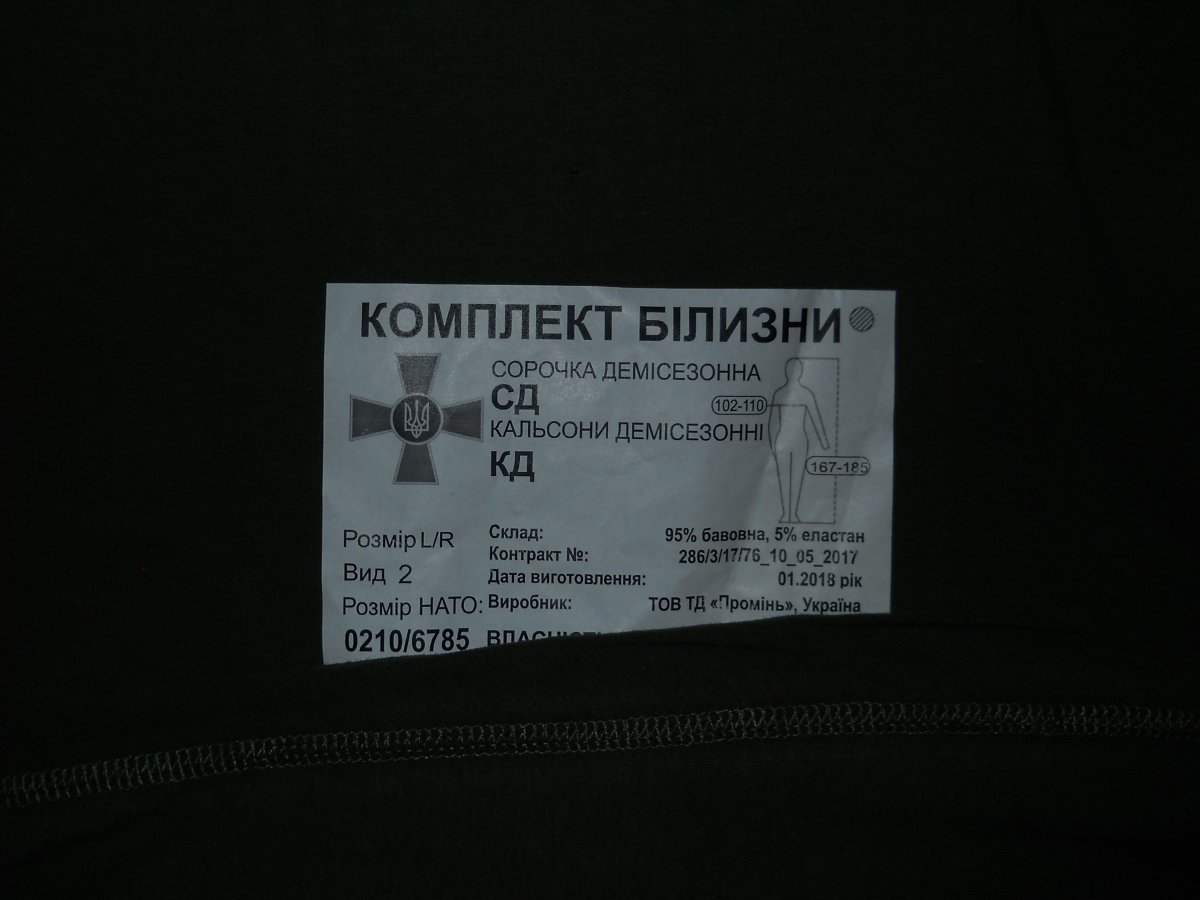 КОМПЛЕКТ БІЛИЗНИ
СОРОЧКА ДЕМІСЕЗОННА
СД
102-110
КАЛЬСОНИ ДЕМІСЕЗОННІ
КД
167-185
Розмір L/R
Вид 2
Розмір НАТО:
0210/6785
Склад: 95% бавовна, 5% еластан
Контракт №: 286/3/17/76_10_05_2017
Дата виготовлення: 01.2018 рік
Виробник: ТОВ ТД «Промінь», Україна